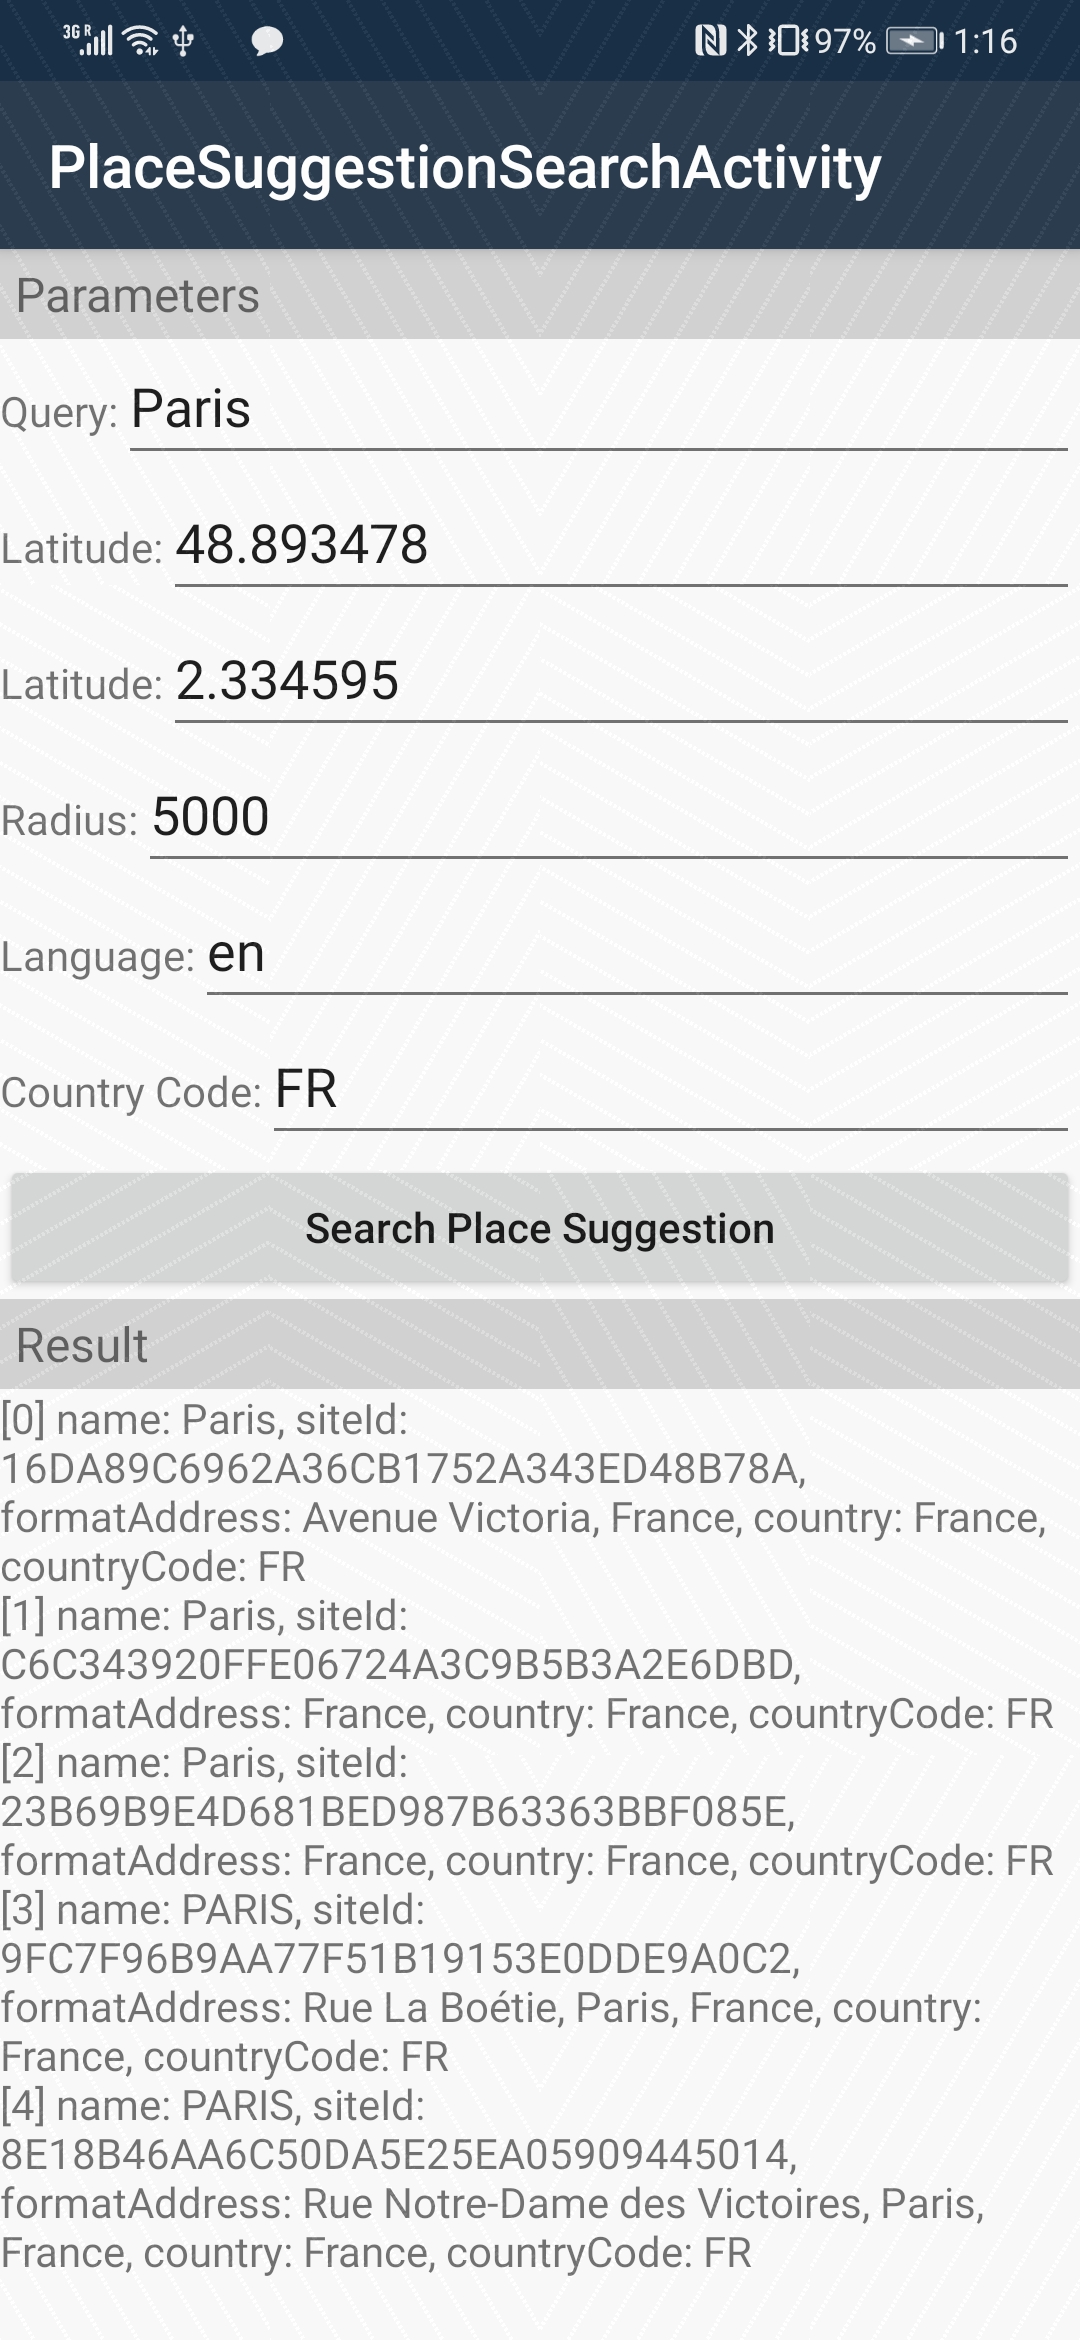 3G R 97% 1:16
PlaceSuggestionSearchActivity
Parameters
Query: Paris
Latitude: 48.893478
Latitude: 2.334595
Radius: 5000
Language: en
Country Code: FR
Search Place Suggestion
Result
[0] name: Paris, siteId:
16DA89C6962A36CB1752A343ED48B78A,
formatAddress: Avenue Victoria, France, country: France,
countryCode: FR
[1] name: Paris, siteId:
C6C343920FFE06724A3C9B5B3A2E6DBD,
formatAddress: France, country: France, countryCode: FR
[2] name: Paris, siteId:
23B69B9E4D681BED987B63363BBF085E,
formatAddress: France, country: France, countryCode: FR
[3] name: PARIS, siteId:
9FC7F96B9AA77F51B19153E0DDE9A0C2,
formatAddress: Rue La Boétie, Paris, France, country:
France, countryCode: FR
[4] name: PARIS, siteId:
8E18B46AA6C50DA5E25EA05909445014,
formatAddress: Rue Notre-Dame des Victoires, Paris,
France, country: France, countryCode: FR